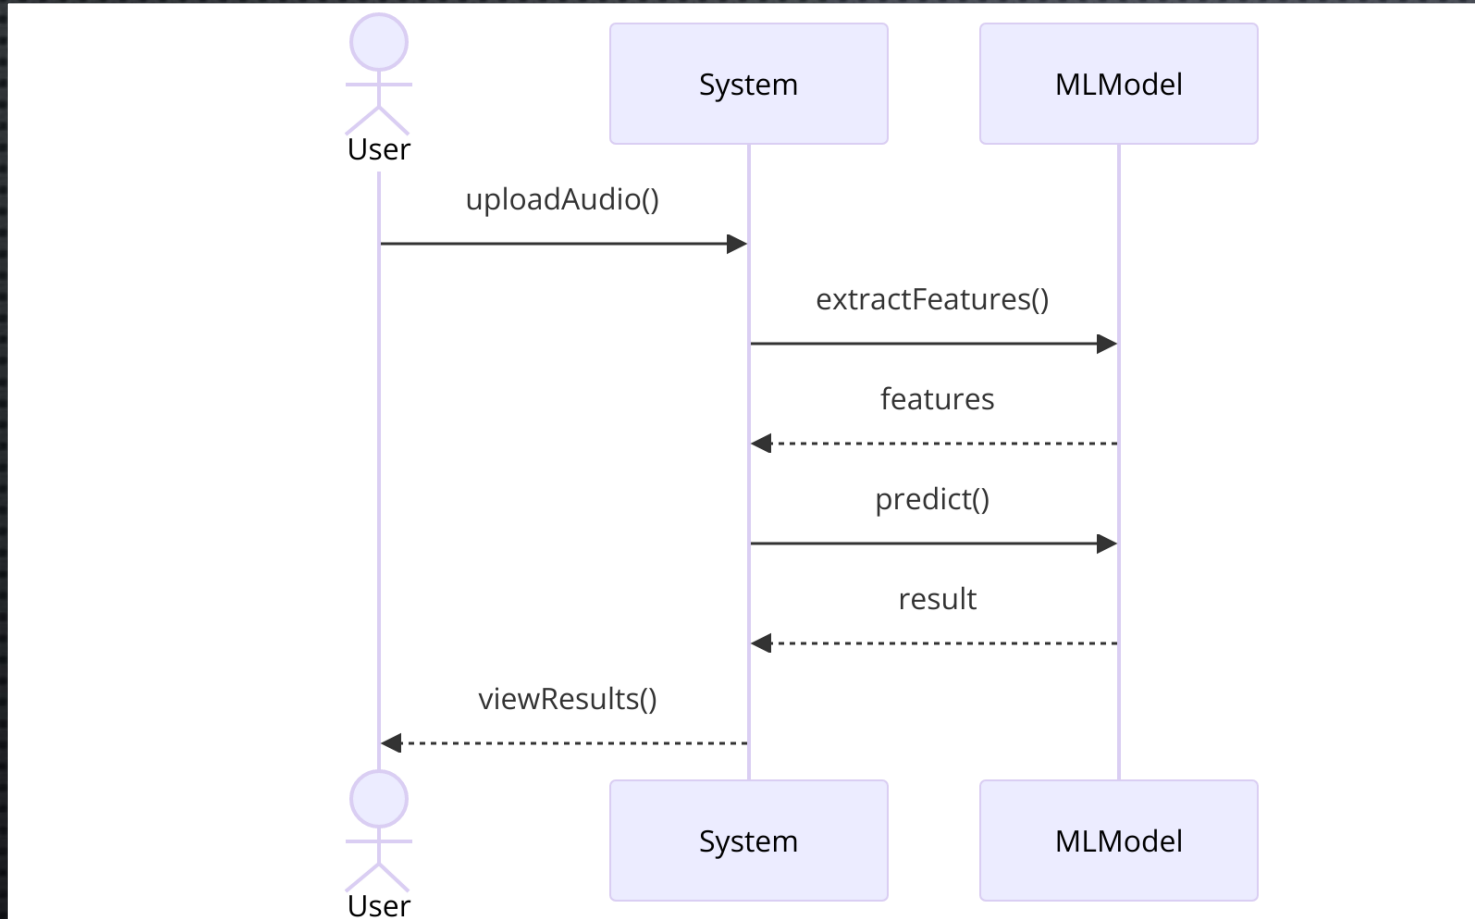 System
MLModel
User
uploadAudio()
extractFeatures()
features
predict()
result
viewResults()
System
MLModel
User